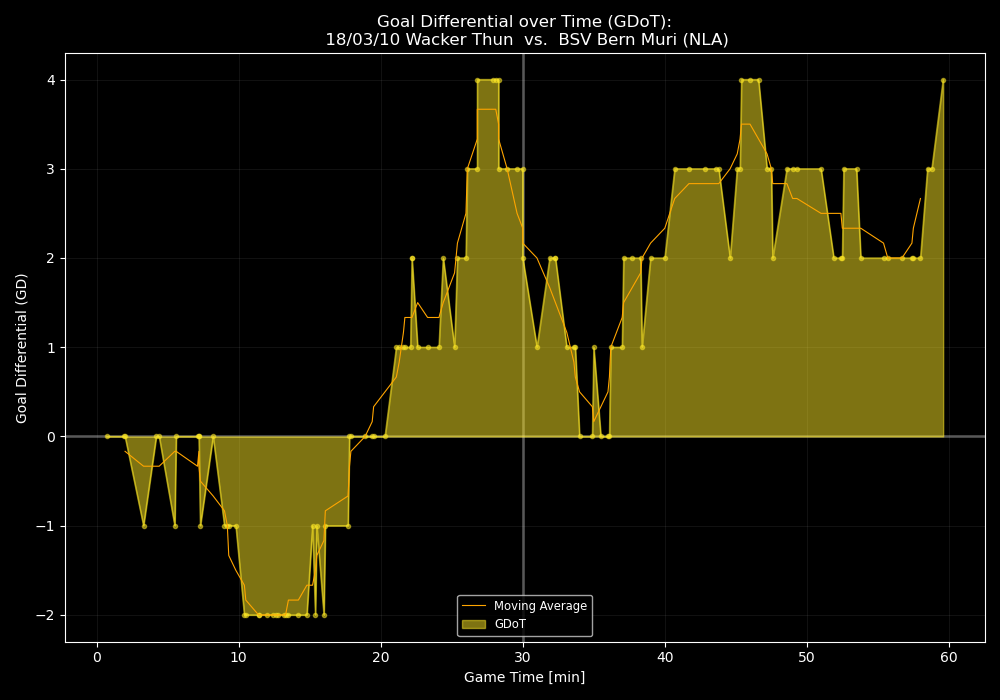 Goal Differential over Time (GDoT):
18/03/10 Wacker Thun  vs.  BSV Bern Muri (NLA)
Goal Differential (GD)
4
3
2
1
0
−1
−2
0 10 20 30 40 50 60
Game Time [min]
Moving Average
GDoT